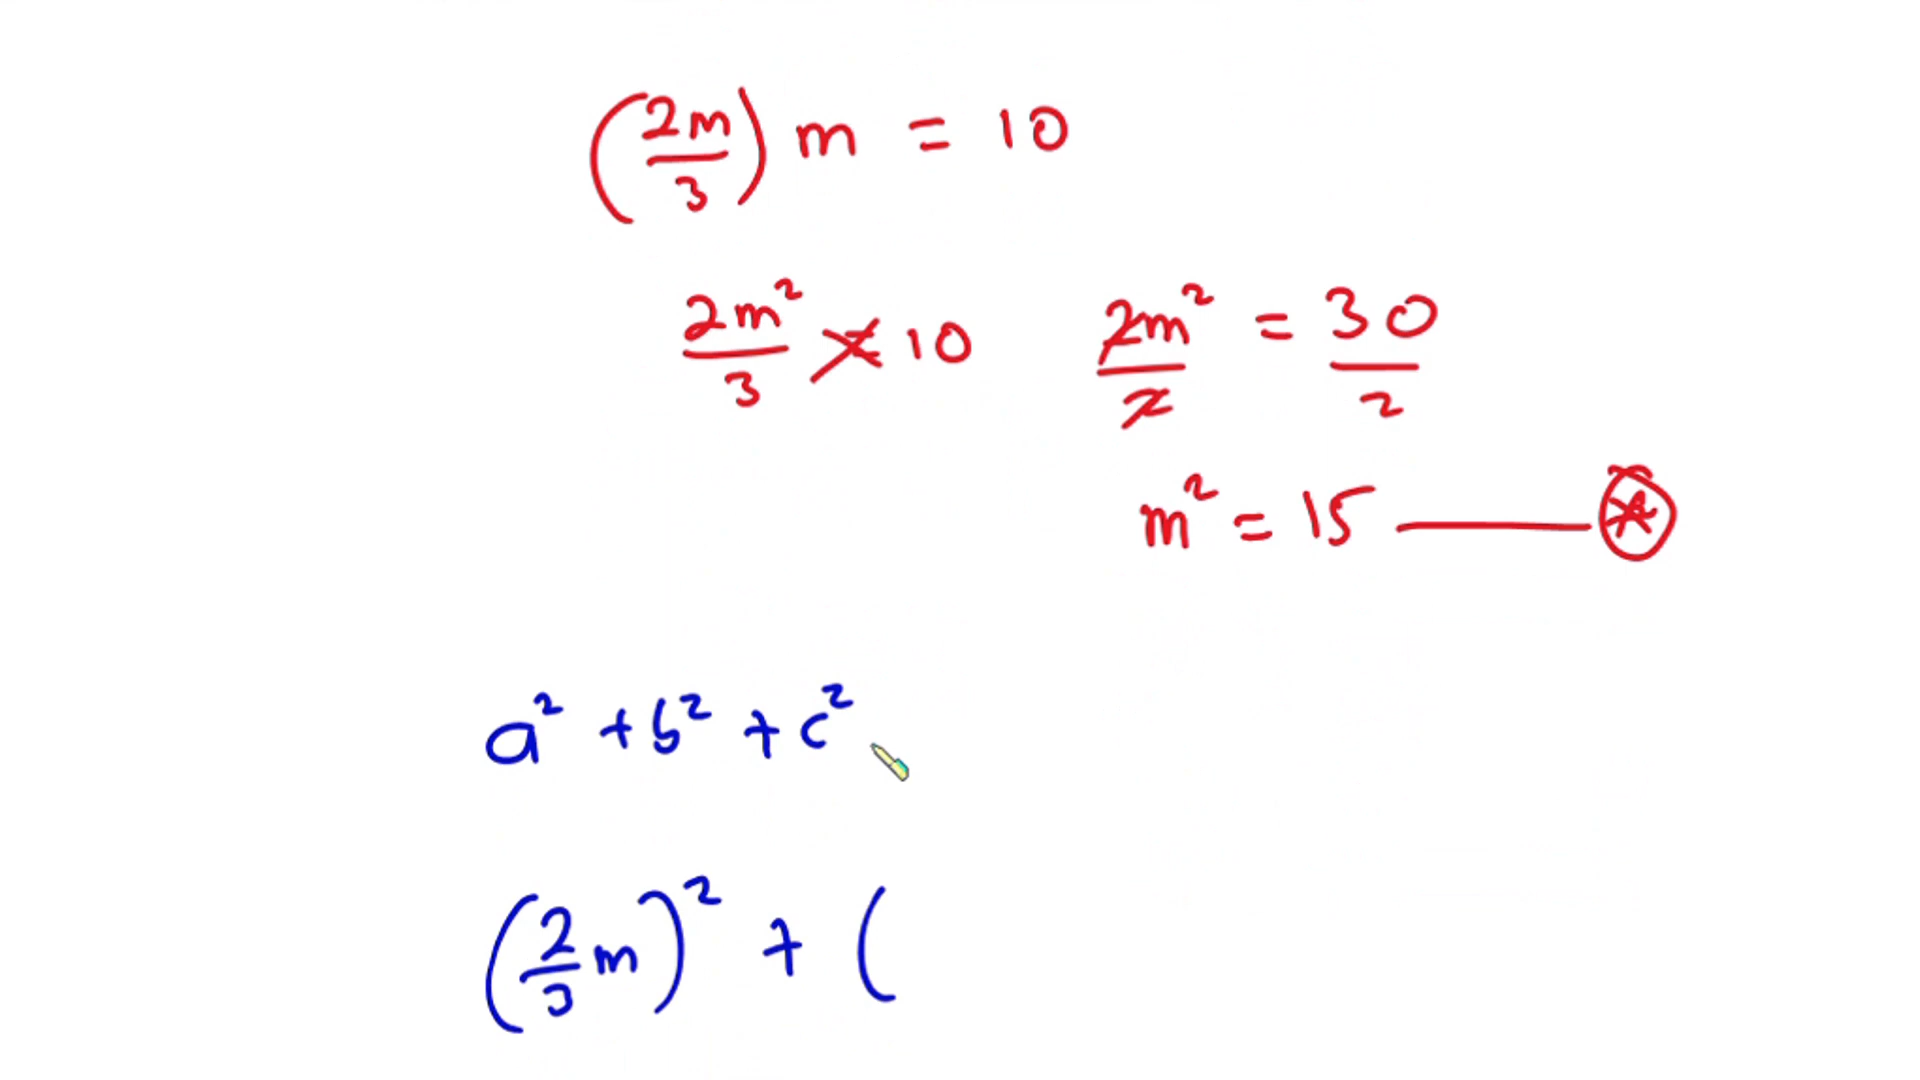 (2m/3) m = 10
2m²/3 = 10    2m²/2 = 30/2
m² = 15 ——— *
a² + b² + c²
(2/3 m)² + (